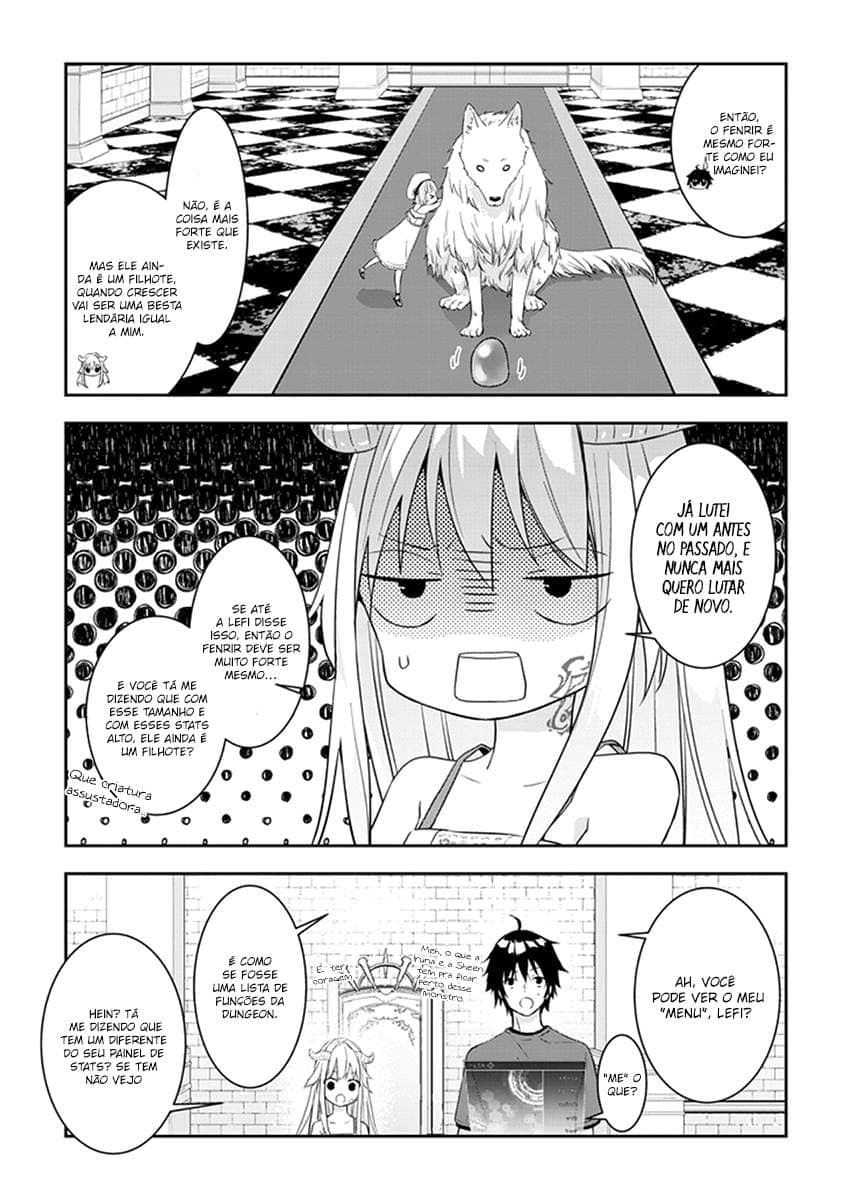 ENTÃO,
O FENRIR É
MESMO FOR-
TE COMO EU
IMAGINEI?
NÃO, É A
COISA MAIS
FORTE QUE
EXISTE.
MAS ELE AIN-
DA É UM FILHOTE,
QUANDO CRESCER
VAI SER UMA BESTA
LENDÁRIA IGUAL
A MIM.
JÁ LUTEI
COM UM ANTES
NO PASSADO, E
NUNCA MAIS
QUERO LUTAR
DE NOVO.
SE ATÉ
A LEFI DISSE
ISSO, ENTÃO O
FENRIR DEVE SER
MUITO FORTE
MESMO...
E VOCÊ TÁ ME
DIZENDO QUE COM
ESSE TAMANHO E
COM ESSES STATS
ALTO, ELE AINDA É
UM FILHOTE?
Que criatura
assustadora.
AH, VOCÊ
PODE VER O MEU
"MENU", LEFI?
"ME" O
QUE?
Meh, o que a
Iruna e a Sheen
tem pra ficar
perto desse
monstro.
É ter
coragem
É COMO
SE FOSSE
UMA LISTA DE
FUNÇÕES DA
DUNGEON.
HEIN? TÁ
ME DIZENDO QUE
TEM UM DIFERENTE
DO SEU PAINEL DE
STATS? SE TEM
NÃO VEJO